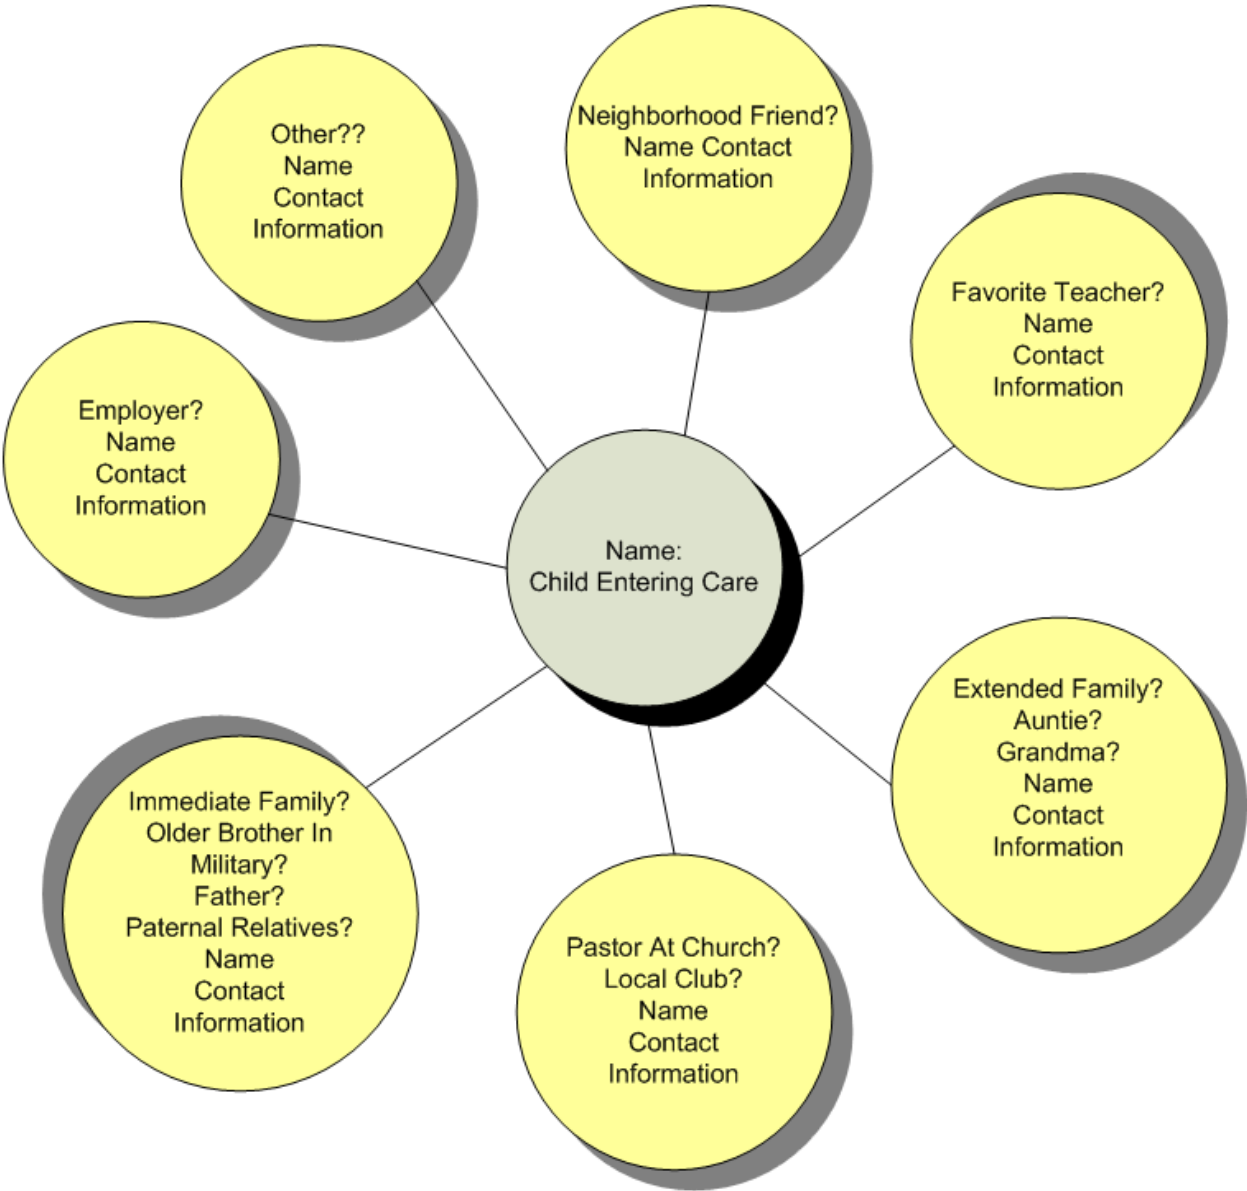 Other??
Name
Contact
Information
Neighborhood Friend?
Name Contact
Information
Favorite Teacher?
Name
Contact
Information
Employer?
Name
Contact
Information
Name:
Child Entering Care
Extended Family?
Auntie?
Grandma?
Name
Contact
Information
Immediate Family?
Older Brother In
Military?
Father?
Paternal Relatives?
Name
Contact
Information
Pastor At Church?
Local Club?
Name
Contact
Information